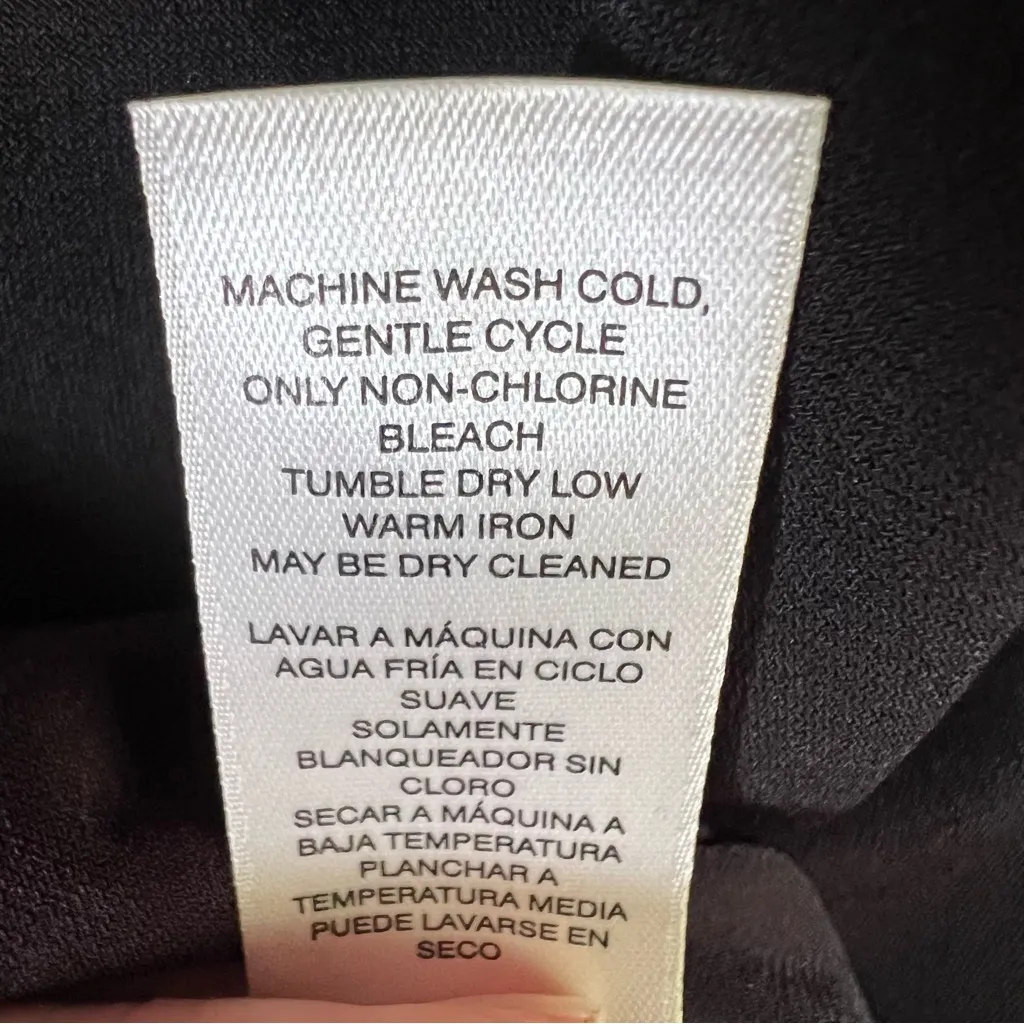 MACHINE WASH COLD,
GENTLE CYCLE
ONLY NON-CHLORINE
BLEACH
TUMBLE DRY LOW
WARM IRON
MAY BE DRY CLEANED
LAVAR A MÁQUINA CON
AGUA FRÍA EN CICLO
SUAVE
SOLAMENTE
BLANQUEADOR SIN
CLORO
SECAR A MÁQUINA A
BAJA TEMPERATURA
PLANCHAR A
TEMPERATURA MEDIA
PUEDE LAVARSE EN
SECO